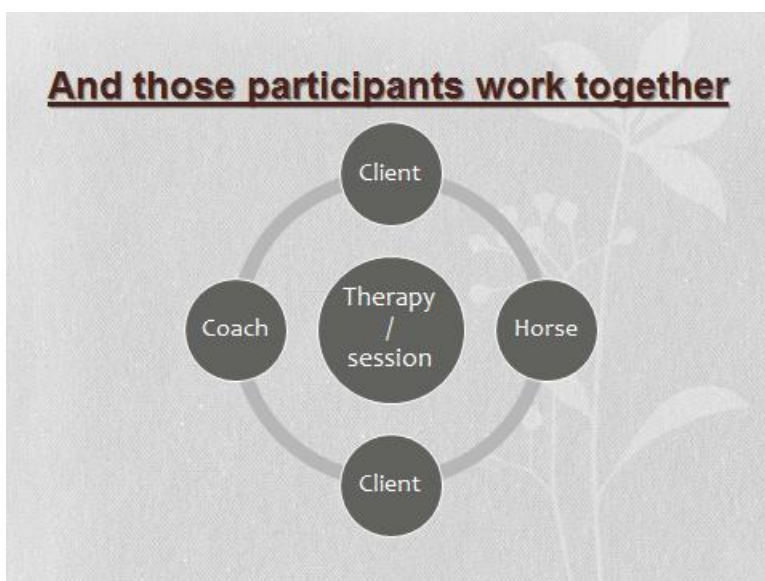 And those participants work together
Client
Coach
Therapy
/
session
Horse
Client